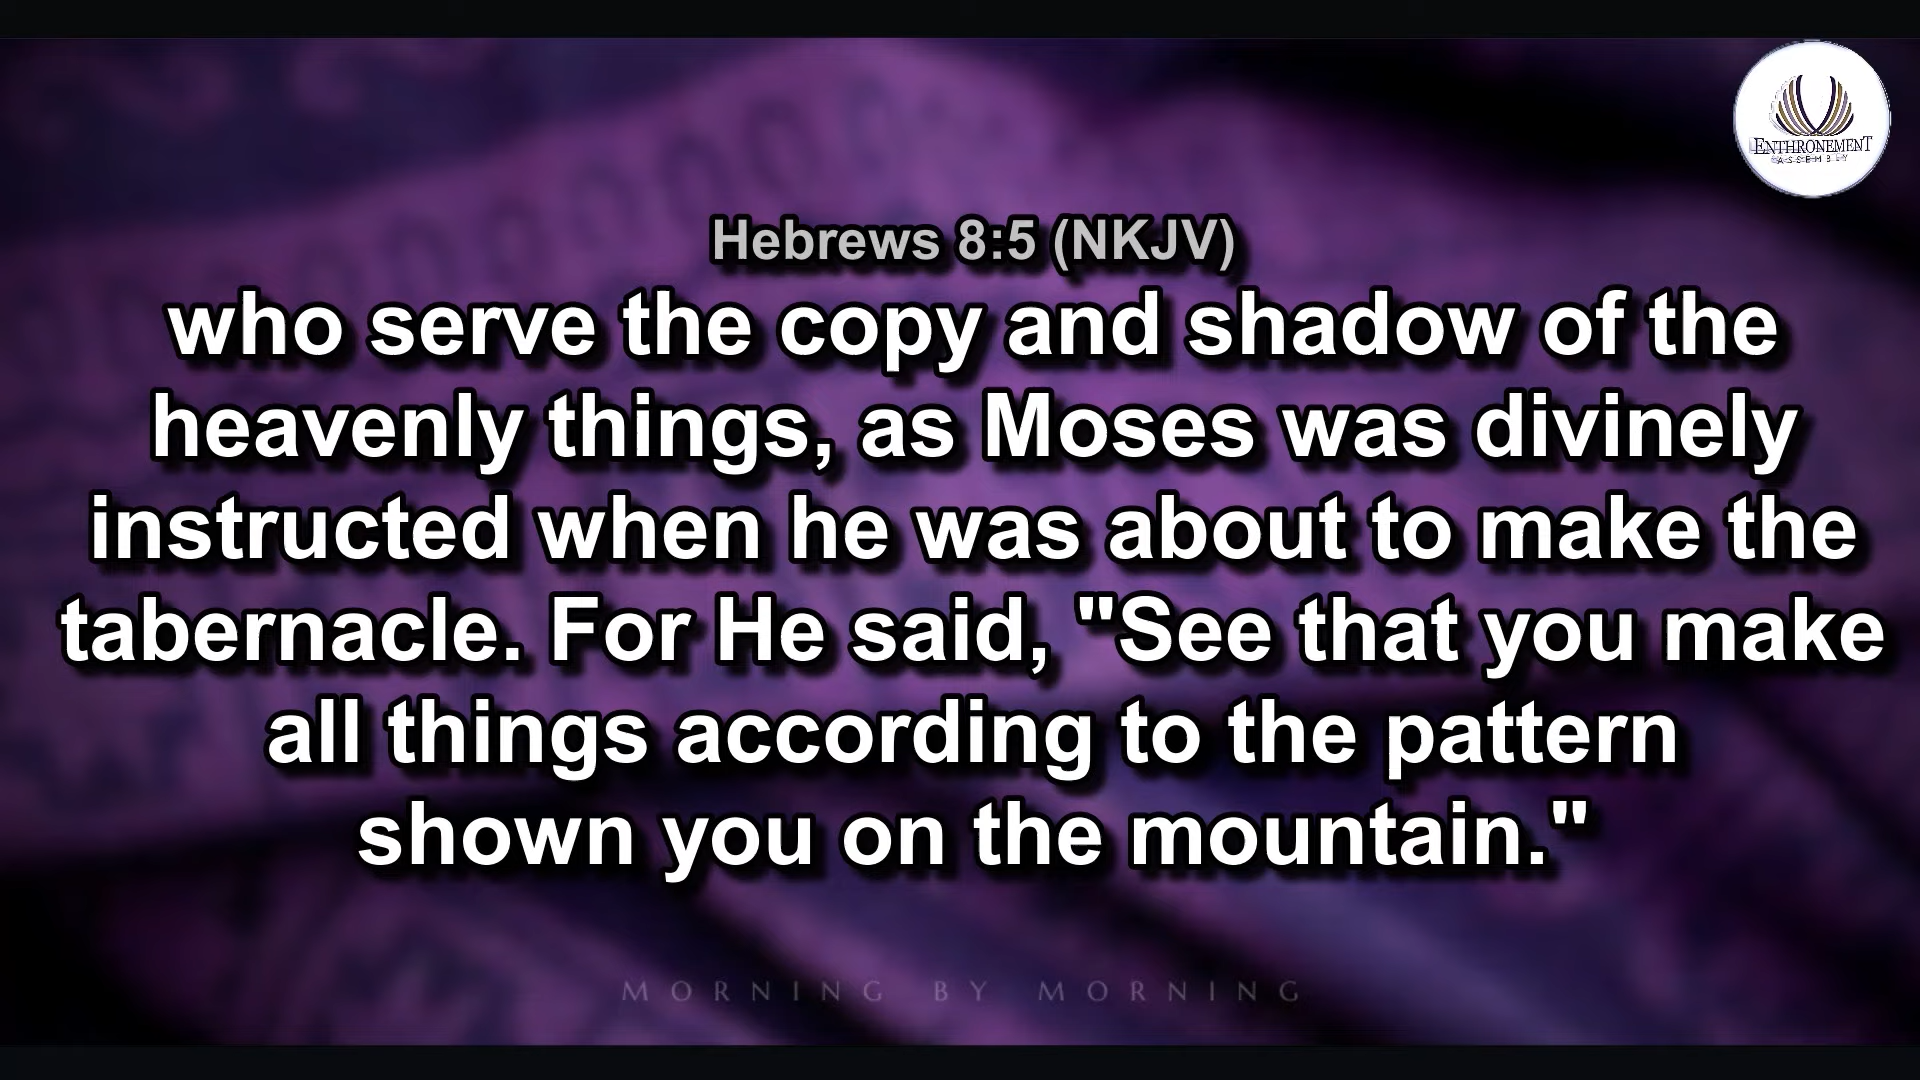 ENTHRONEMENT
ASSEMBLY
Hebrews 8:5 (NKJV)
who serve the copy and shadow of the
heavenly things, as Moses was divinely
instructed when he was about to make the
tabernacle. For He said, "See that you make
all things according to the pattern
shown you on the mountain."
MORNING BY MORNING